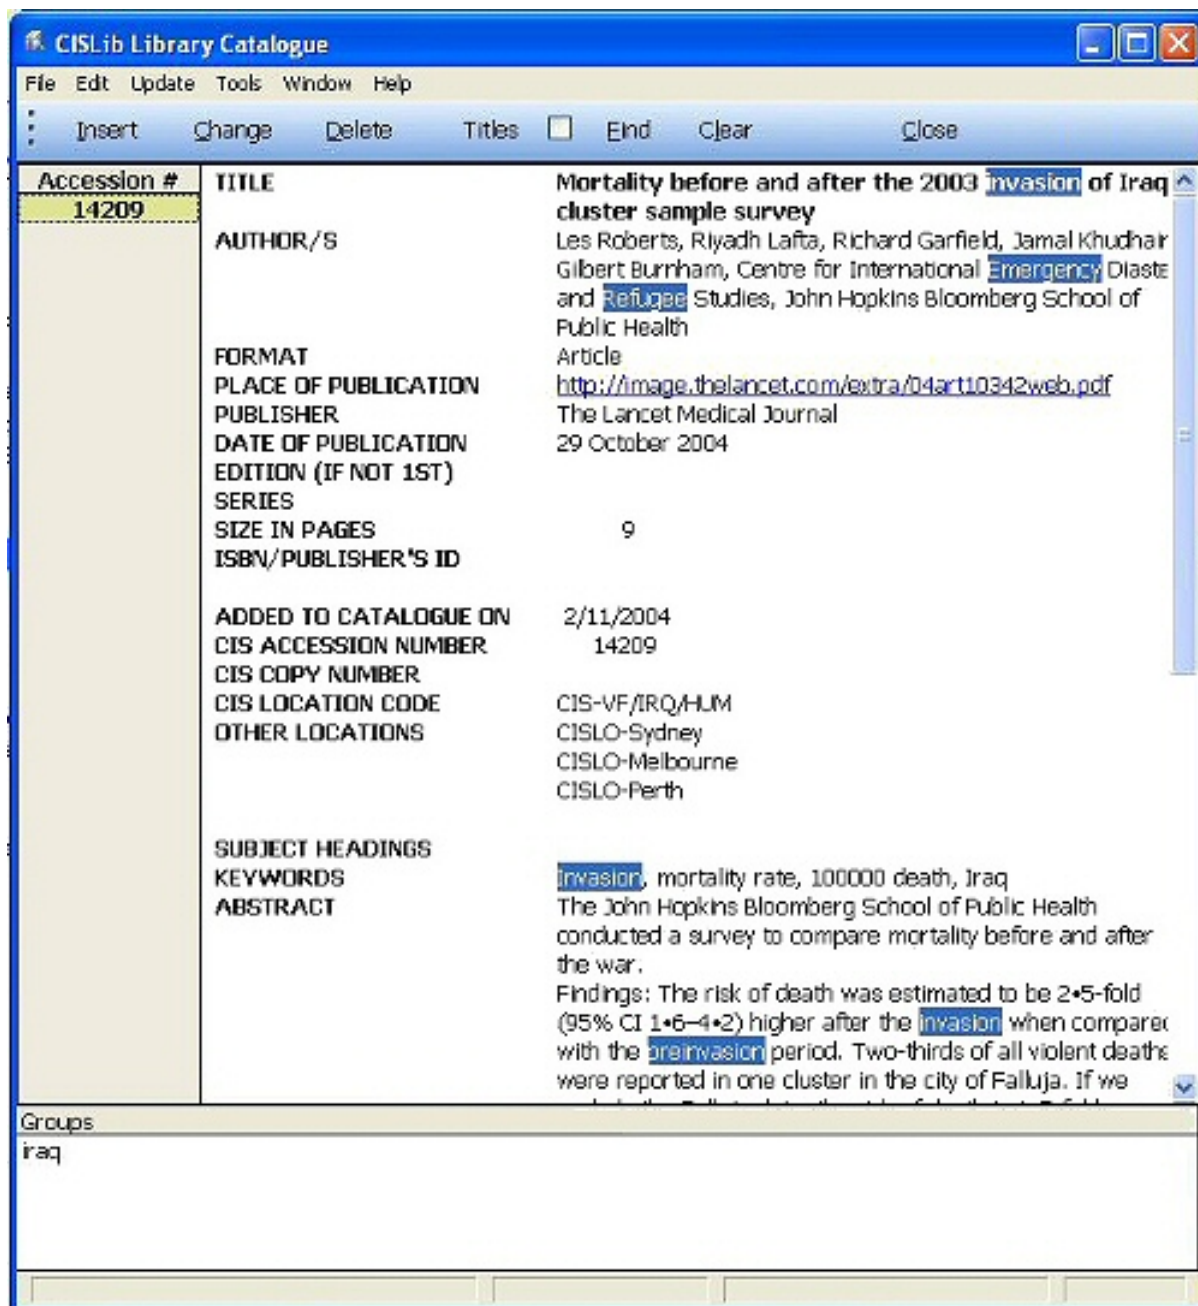 CISLib Library Catalogue
File Edit Update Tools Window Help
Insert Change Delete Titles Find Clear Close
Accession #
14209
TITLE Mortality before and after the 2003 invasion of Iraq
cluster sample survey
AUTHOR/S Les Roberts, Riyadh Lafta, Richard Garfield, Jamal Khudhair
Gilbert Burnham, Centre for International Emergency Diaste
and Refugee Studies, John Hopkins Bloomberg School of
Public Health
FORMAT Article
PLACE OF PUBLICATION http://image.thelancet.com/extra/04art10342web.pdf
PUBLISHER The Lancet Medical Journal
DATE OF PUBLICATION 29 October 2004
EDITION (IF NOT 1ST)
SERIES
SIZE IN PAGES 9
ISBN/PUBLISHER'S ID
ADDED TO CATALOGUE ON 2/11/2004
CIS ACCESSION NUMBER 14209
CIS COPY NUMBER
CIS LOCATION CODE CIS-VF/IRQ/HUM
OTHER LOCATIONS CISLO-Sydney
CISLO-Melbourne
CISLO-Perth
SUBJECT HEADINGS
KEYWORDS Invasion, mortality rate, 100000 death, Iraq
ABSTRACT The John Hopkins Bloomberg School of Public Health
conducted a survey to compare mortality before and after
the war.
Findings: The risk of death was estimated to be 2•5-fold
(95% CI 1•6–4•2) higher after the invasion when compared
with the preinvasion period. Two-thirds of all violent deaths
were reported in one cluster in the city of Falluja. If we
Groups
iraq